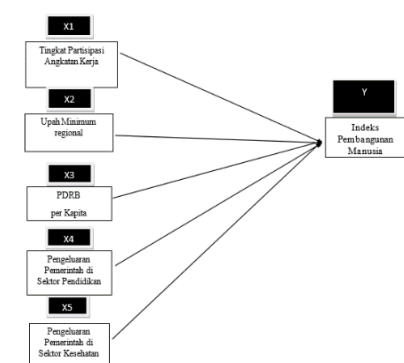 X1
Tingkat Partisipasi
Angkatan Kerja
X2
Upah Minimum
regional
X3
PDRB
per Kapita
X4
Pengeluaran
Pemerintah di
Sektor Pendidikan
X5
Pengeluaran
Pemerintah di
Sektor Kesehatan
Y
Indeks
Pembangunan
Manusia